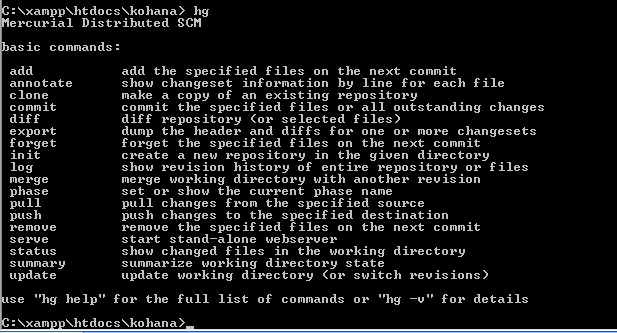 C:\xampp\htdocs\kohana> hg
Mercurial Distributed SCM
basic commands:
add add the specified files on the next commit
annotate show changeset information by line for each file
clone make a copy of an existing repository
commit commit the specified files or all outstanding changes
diff diff repository (or selected files)
export dump the header and diffs for one or more changesets
forget forget the specified files on the next commit
init create a new repository in the given directory
log show revision history of entire repository or files
merge merge working directory with another revision
phase set or show the current phase name
pull pull changes from the specified source
push push changes to the specified destination
remove remove the specified files on the next commit
serve start stand-alone webserver
status show changed files in the working directory
summary summarize working directory state
update update working directory (or switch revisions)
use "hg help" for the full list of commands or "hg -v" for details
C:\xampp\htdocs\kohana>_